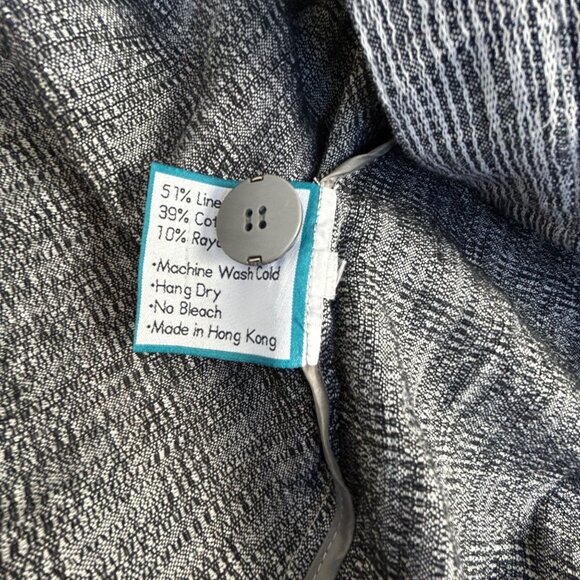 51% Line
39% Cot
10% Rayo
•Machine Wash Cold
•Hang Dry
•No Bleach
•Made in Hong Kong